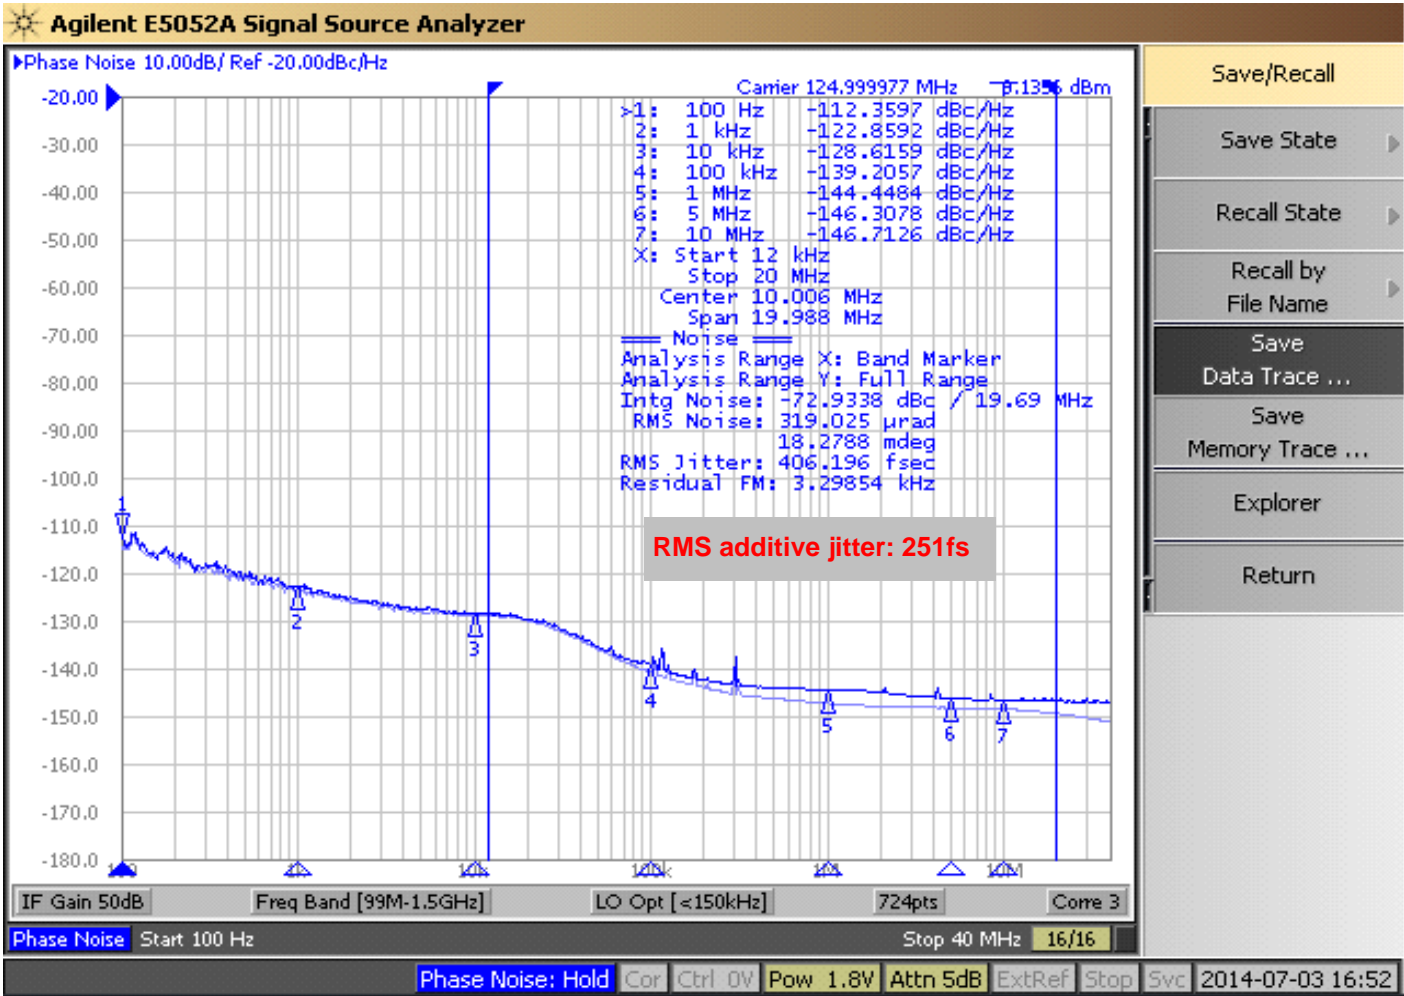 Agilent E5052A Signal Source Analyzer
Phase Noise 10.00dB/ Ref -20.00dBc/Hz
Carrier 124.999977 MHz dBm
-20.00
-30.00
-40.00
-50.00
-60.00
-70.00
-80.00
-90.00
-100.0
-110.0
-120.0
-130.0
-140.0
-150.0
-160.0
-170.0
-180.0
>1: 100 Hz -112.3597 dBc/Hz
2: 1 kHz -122.8592 dBc/Hz
3: 10 kHz -128.6159 dBc/Hz
4: 100 kHz -139.2057 dBc/Hz
5: 1 MHz -144.4484 dBc/Hz
6: 5 MHz -146.3078 dBc/Hz
7: 10 MHz -146.7126 dBc/Hz
X: Start 12 kHz
Stop 20 MHz
Center 10.006 MHz
Span 19.988 MHz
=== Noise ===
Analysis Range X: Band Marker
Analysis Range Y: Full Range
Intg Noise: -72.9338 dBc / 19.69 MHz
RMS Noise: 319.025 µrad
18.2788 mdeg
RMS Jitter: 406.196 fsec
Residual FM: 3.29854 kHz
RMS additive jitter: 251fs
1
2
3
4
5
6
7
IF Gain 50dB
Freq Band [99M-1.5GHz]
LO Opt [<150kHz]
724pts
Corre 3
Phase Noise Start 100 Hz
Stop 40 MHz 16/16
Phase Noise: Hold Cor Ctrl 0V Pow 1.8V Attn 5dB ExtRef Stop Svc 2014-07-03 16:52
Save/Recall
Save State
Recall State
Recall by
File Name
Save
Data Trace ...
Save
Memory Trace ...
Explorer
Return